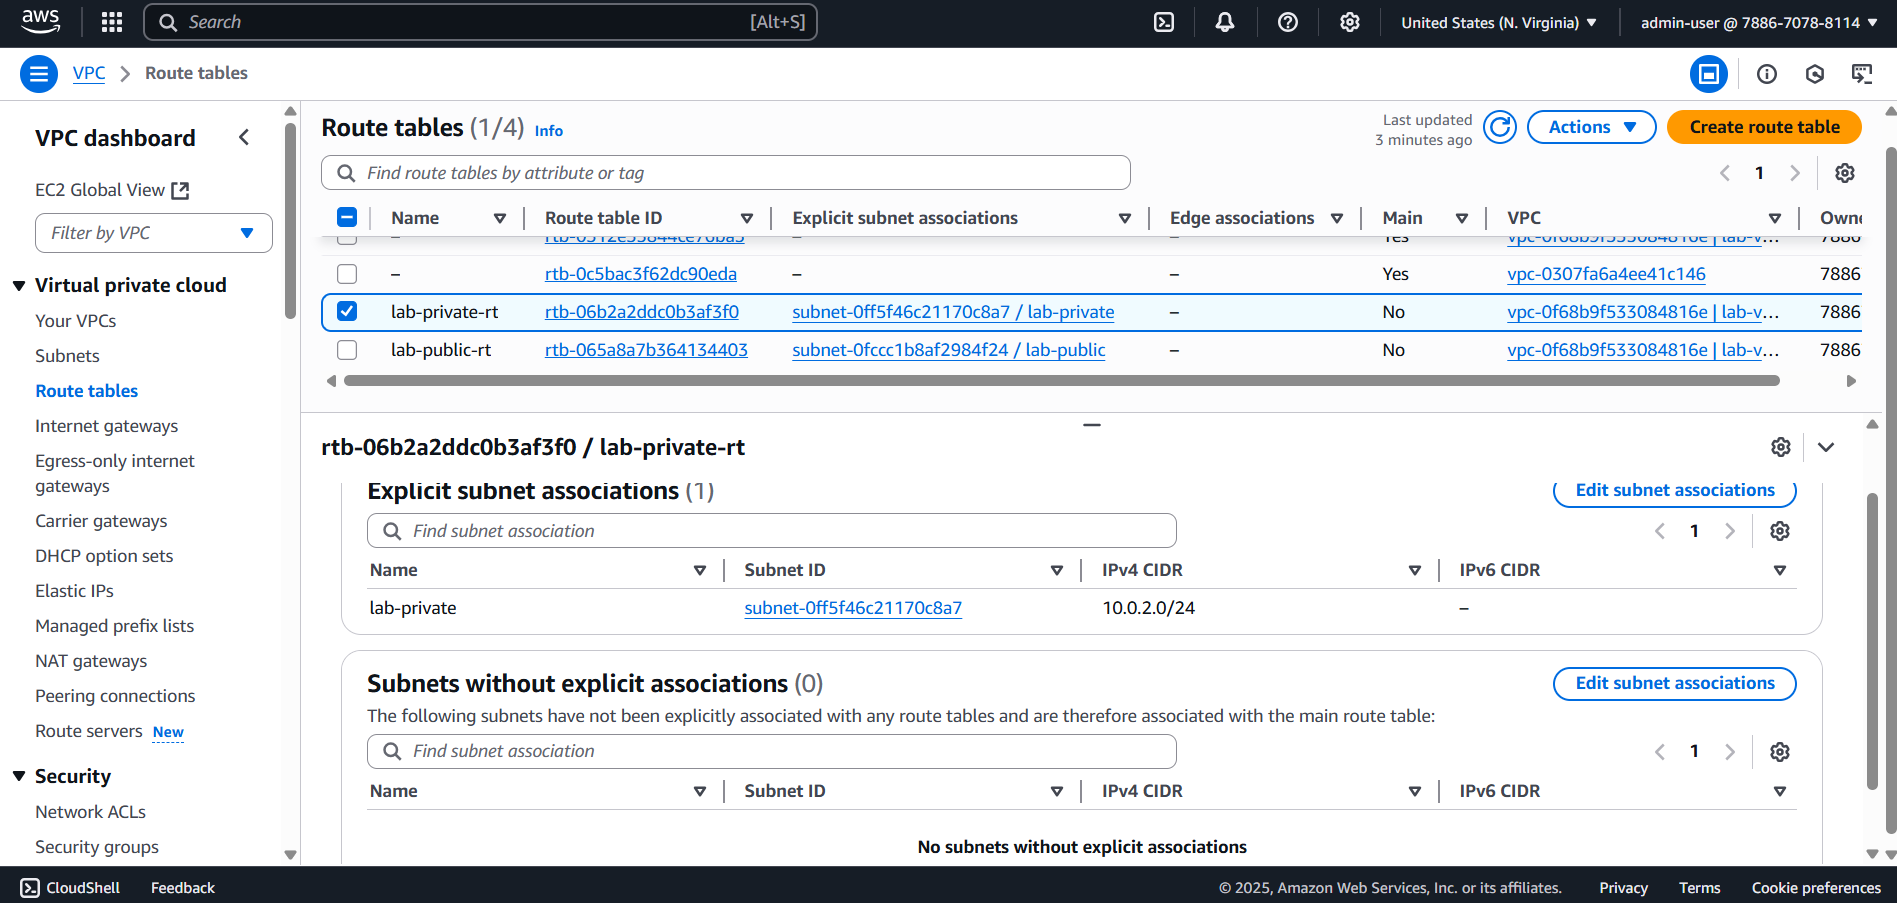 aws
Search
[Alt+S]
United States (N. Virginia)
admin-user @ 7886-7078-8114
VPC
Route tables
VPC dashboard
EC2 Global View
Filter by VPC
Virtual private cloud
Your VPCs
Subnets
Route tables
Internet gateways
Egress-only internet
gateways
Carrier gateways
DHCP option sets
Elastic IPs
Managed prefix lists
NAT gateways
Peering connections
Route servers New
Security
Network ACLs
Security groups
Route tables (1/4) Info
Last updated
3 minutes ago
Actions
Create route table
Find route tables by attribute or tag
1
Name Route table ID Explicit subnet associations Edge associations Main VPC Owne
– – – Yes vpc-0f68b9f533084816e | lab-v... 7886
– rtb-0c5bac3f62dc90eda – – Yes vpc-0307fa6a4ee41c146 7886
lab-private-rt rtb-06b2a2ddc0b3af3f0 subnet-0ff5f46c21170c8a7 / lab-private – No vpc-0f68b9f533084816e | lab-v... 7886
lab-public-rt rtb-065a8a7b364134403 subnet-0fccc1b8af2984f24 / lab-public – No vpc-0f68b9f533084816e | lab-v... 7886
rtb-06b2a2ddc0b3af3f0 / lab-private-rt
Explicit subnet associations (1)
Edit subnet associations
Find subnet association
1
Name Subnet ID IPv4 CIDR IPv6 CIDR
lab-private subnet-0ff5f46c21170c8a7 10.0.2.0/24 –
Subnets without explicit associations (0)
Edit subnet associations
The following subnets have not been explicitly associated with any route tables and are therefore associated with the main route table:
Find subnet association
1
Name Subnet ID IPv4 CIDR IPv6 CIDR
No subnets without explicit associations
CloudShell Feedback
© 2025, Amazon Web Services, Inc. or its affiliates. Privacy Terms Cookie preferences